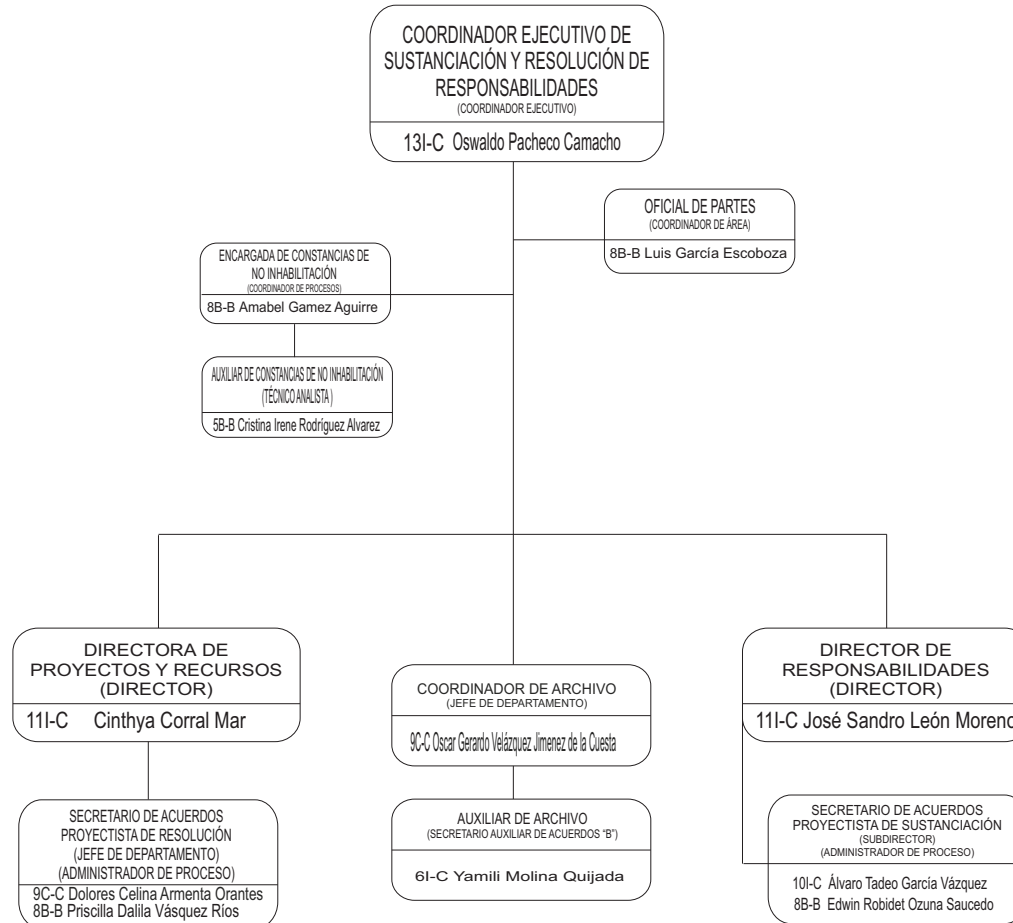 COORDINADOR EJECUTIVO DE
SUSTANCIACIÓN Y RESOLUCIÓN DE
RESPONSABILIDADES
(COORDINADOR EJECUTIVO)
13I-C Oswaldo Pacheco Camacho
OFICIAL DE PARTES
(COORDINADOR DE ÁREA)
8B-B Luis García Escoboza
ENCARGADA DE CONSTANCIAS DE
NO INHABILITACIÓN
(COORDINADOR DE PROCESOS)
8B-B Amabel Gamez Aguirre
AUXILIAR DE CONSTANCIAS DE NO INHABILITACIÓN
(TÉCNICO ANALISTA )
5B-B Cristina Irene Rodríguez Alvarez
DIRECTORA DE
PROYECTOS Y RECURSOS
(DIRECTOR)
11I-C Cinthya Corral Mar
COORDINADOR DE ARCHIVO
(JEFE DE DEPARTAMENTO)
9C-C Oscar Gerardo Velázquez Jimenez de la Cuesta
DIRECTOR DE
RESPONSABILIDADES
(DIRECTOR)
11I-C José Sandro León Moreno
SECRETARIO DE ACUERDOS
PROYECTISTA DE RESOLUCIÓN
(JEFE DE DEPARTAMENTO)
(ADMINISTRADOR DE PROCESO)
9C-C Dolores Celina Armenta Orantes
8B-B Priscilla Dalila Vásquez Ríos
AUXILIAR DE ARCHIVO
(SECRETARIO AUXILIAR DE ACUERDOS “B”)
6I-C Yamili Molina Quijada
SECRETARIO DE ACUERDOS
PROYECTISTA DE SUSTANCIACIÓN
(SUBDIRECTOR)
(ADMINISTRADOR DE PROCESO)
10I-C Álvaro Tadeo García Vázquez
8B-B Edwin Robidet Ozuna Saucedo